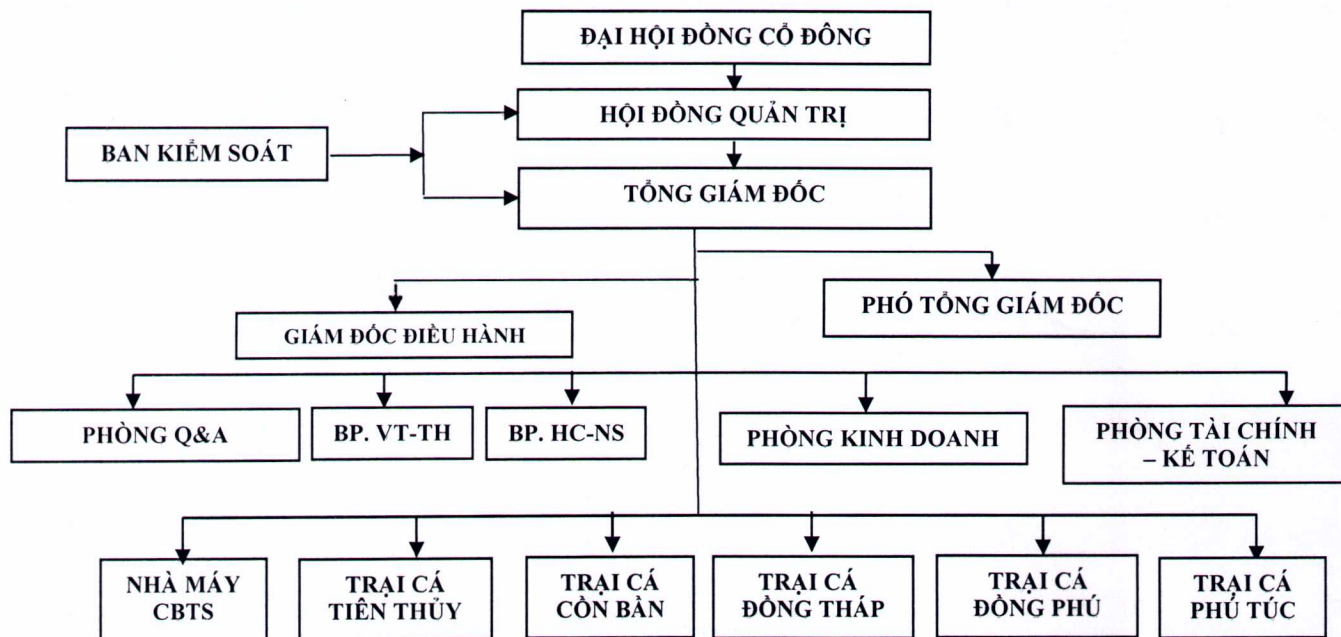 ĐẠI HỘI ĐỒNG CỔ ĐÔNG
HỘI ĐỒNG QUẢN TRỊ
BAN KIỂM SOÁT
TỔNG GIÁM ĐỐC
PHÓ TỔNG GIÁM ĐỐC
GIÁM ĐỐC ĐIỀU HÀNH
PHÒNG Q&A
BP. VT-TH
BP. HC-NS
PHÒNG KINH DOANH
PHÒNG TÀI CHÍNH
– KẾ TOÁN
NHÀ MÁY
CBTS
TRẠI CÁ
TIÊN THỦY
TRẠI CÁ
CỒN BẦN
TRẠI CÁ
ĐỒNG THÁP
TRẠI CÁ
ĐỒNG PHÚ
TRẠI CÁ
PHÚ TÚC